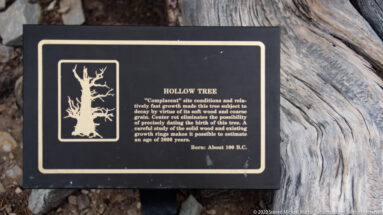 HOLLOW TREE
"Complacent" site conditions and rela-
tively fast growth made this tree subject to
decay by virtue of its soft wood and coarse
grain. Center rot eliminates the possibility
of precisely dating the birth of this tree. A
careful study of the solid wood and existing
growth rings makes it possible to estimate
an age of 2000 years.
Born: About 100 B.C.
© 2020 Steven Michael